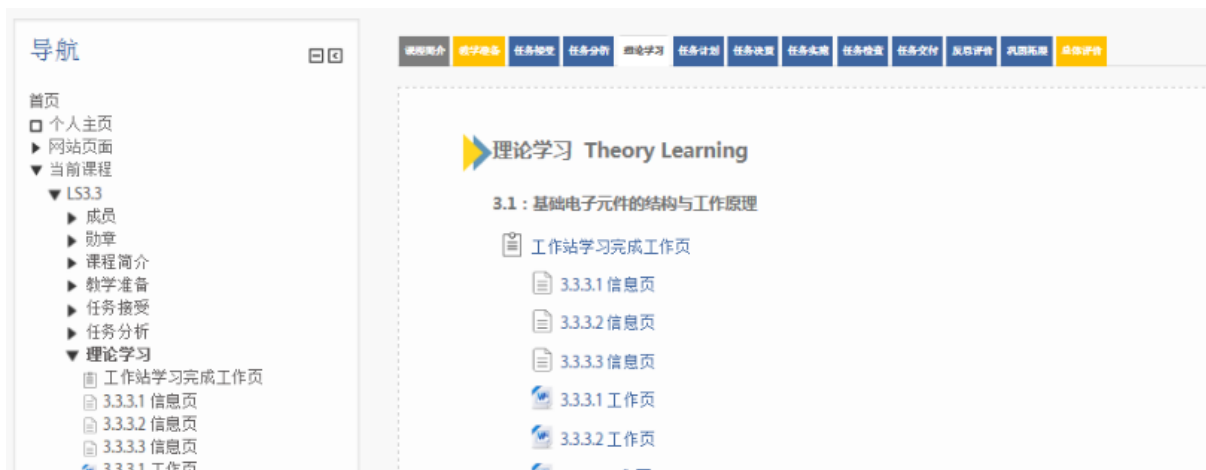 导航
首页
个人主页
网站页面
当前课程
LS3.3
成员
勋章
课程简介
教学准备
任务接受
任务分析
理论学习
工作站学习完成工作页
3.3.3.1 信息页
3.3.3.2 信息页
3.3.3.3 信息页
3.3.3.1 工作页
课程简介 教学准备 任务接受 任务分析 理论学习 任务计划 任务决策 任务实施 任务检查 任务交付 反思评价 巩固拓展 总体评价
理论学习 Theory Learning
3.1：基础电子元件的结构与工作原理
工作站学习完成工作页
3.3.3.1 信息页
3.3.3.2 信息页
3.3.3.3 信息页
3.3.3.1 工作页
3.3.3.2 工作页